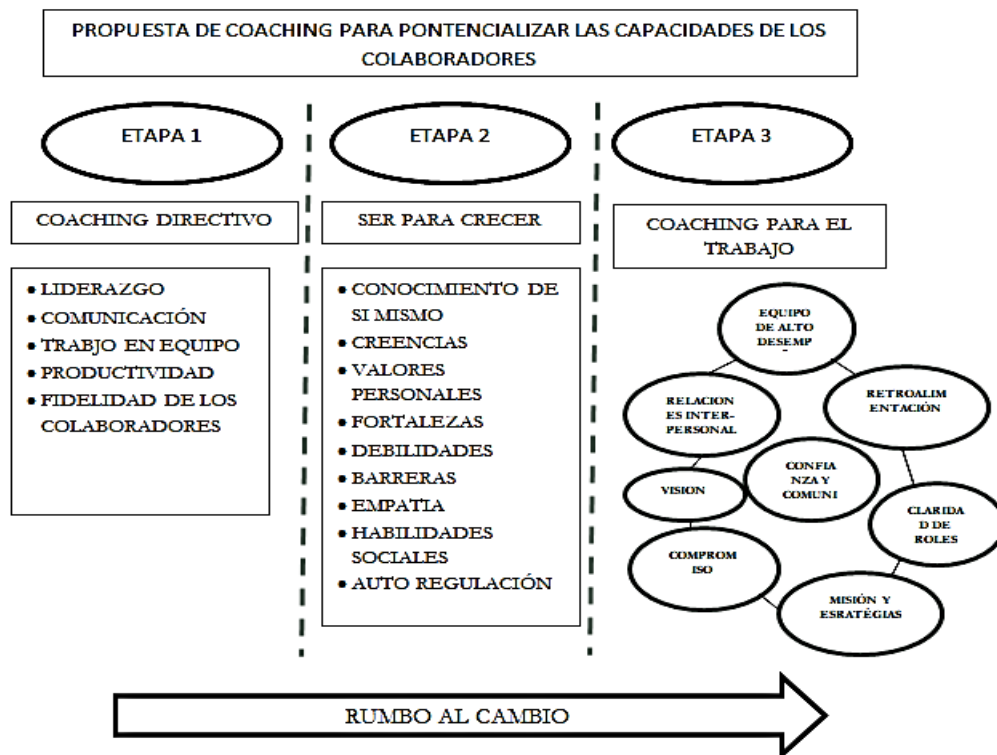 PROPUESTA DE COACHING PARA PONTENCIALIZAR LAS CAPACIDADES DE LOS
COLABORADORES
ETAPA 1
COACHING DIRECTIVO
• LIDERAZGO
• COMUNICACIÓN
• TRABJO EN EQUIPO
• PRODUCTIVIDAD
• FIDELIDAD DE LOS
COLABORADORES
ETAPA 2
SER PARA CRECER
• CONOCIMIENTO DE
SI MISMO
• CREENCIAS
• VALORES
PERSONALES
• FORTALEZAS
• DEBILIDADES
• BARRERAS
• EMPATIA
• HABILIDADES
SOCIALES
• AUTO REGULACIÓN
ETAPA 3
COACHING PARA EL
TRABAJO
EQUIPO
DE ALTO
DESEMP
RETROALIM
ENTACIÓN
RELACION
ES INTER-
PERSONAL
CONFIA
NZA Y
COMUNI
VISION
CLARIDA
D DE
ROLES
COMPROM
ISO
MISIÓN Y
ESRATÉGIAS
RUMBO AL CAMBIO